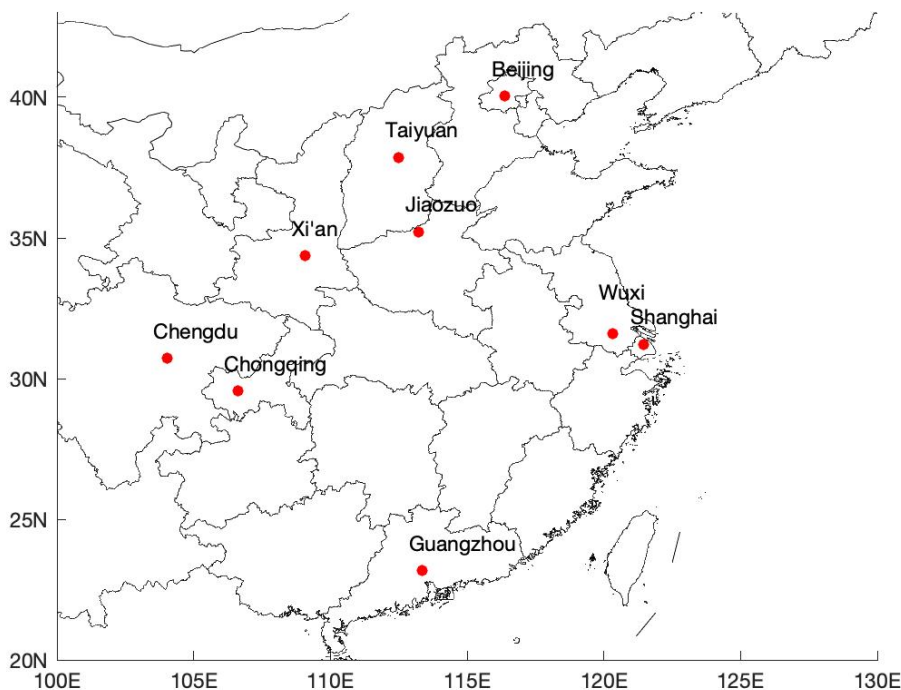 40N
Beijing
Taiyuan
Jiaozuo
35N
Xi'an
Wuxi
Shanghai
Chengdu
Chongqing
30N
25N
Guangzhou
20N
100E 105E 110E 115E 120E 125E 130E